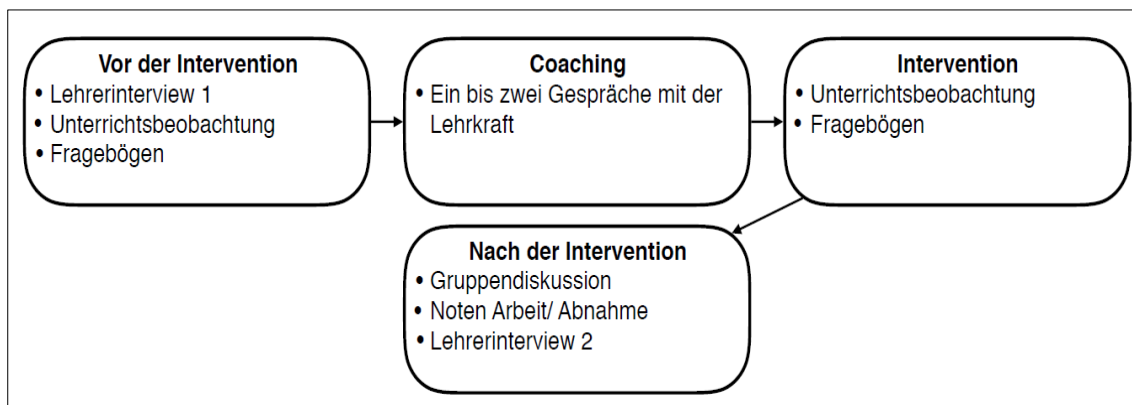 Vor der Intervention
• Lehrerinterview 1
• Unterrichtsbeobachtung
• Fragebögen
Coaching
• Ein bis zwei Gespräche mit der
Lehrkraft
Intervention
• Unterrichtsbeobachtung
• Fragebögen
Nach der Intervention
• Gruppendiskussion
• Noten Arbeit/ Abnahme
• Lehrerinterview 2